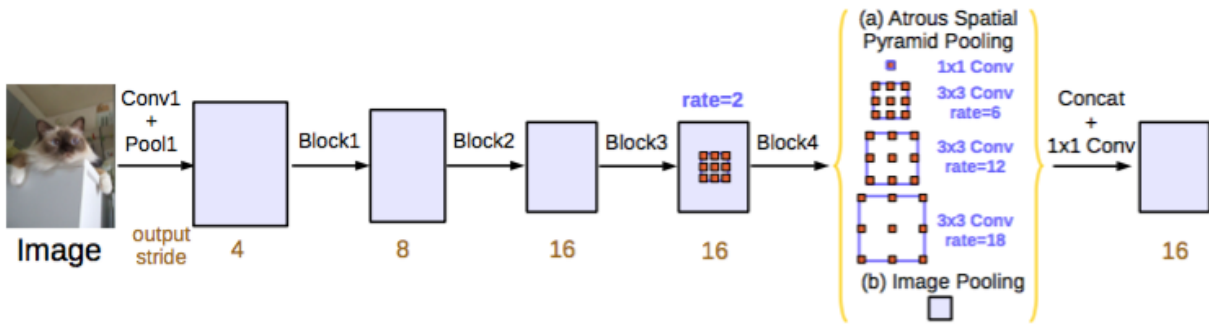 Image
Conv1
+
Pool1
output
stride
4
Block1
8
Block2
16
Block3
rate=2
16
Block4
(a) Atrous Spatial
Pyramid Pooling
1x1 Conv
3x3 Conv
rate=6
3x3 Conv
rate=12
3x3 Conv
rate=18
(b) Image Pooling
Concat
+
1x1 Conv
16